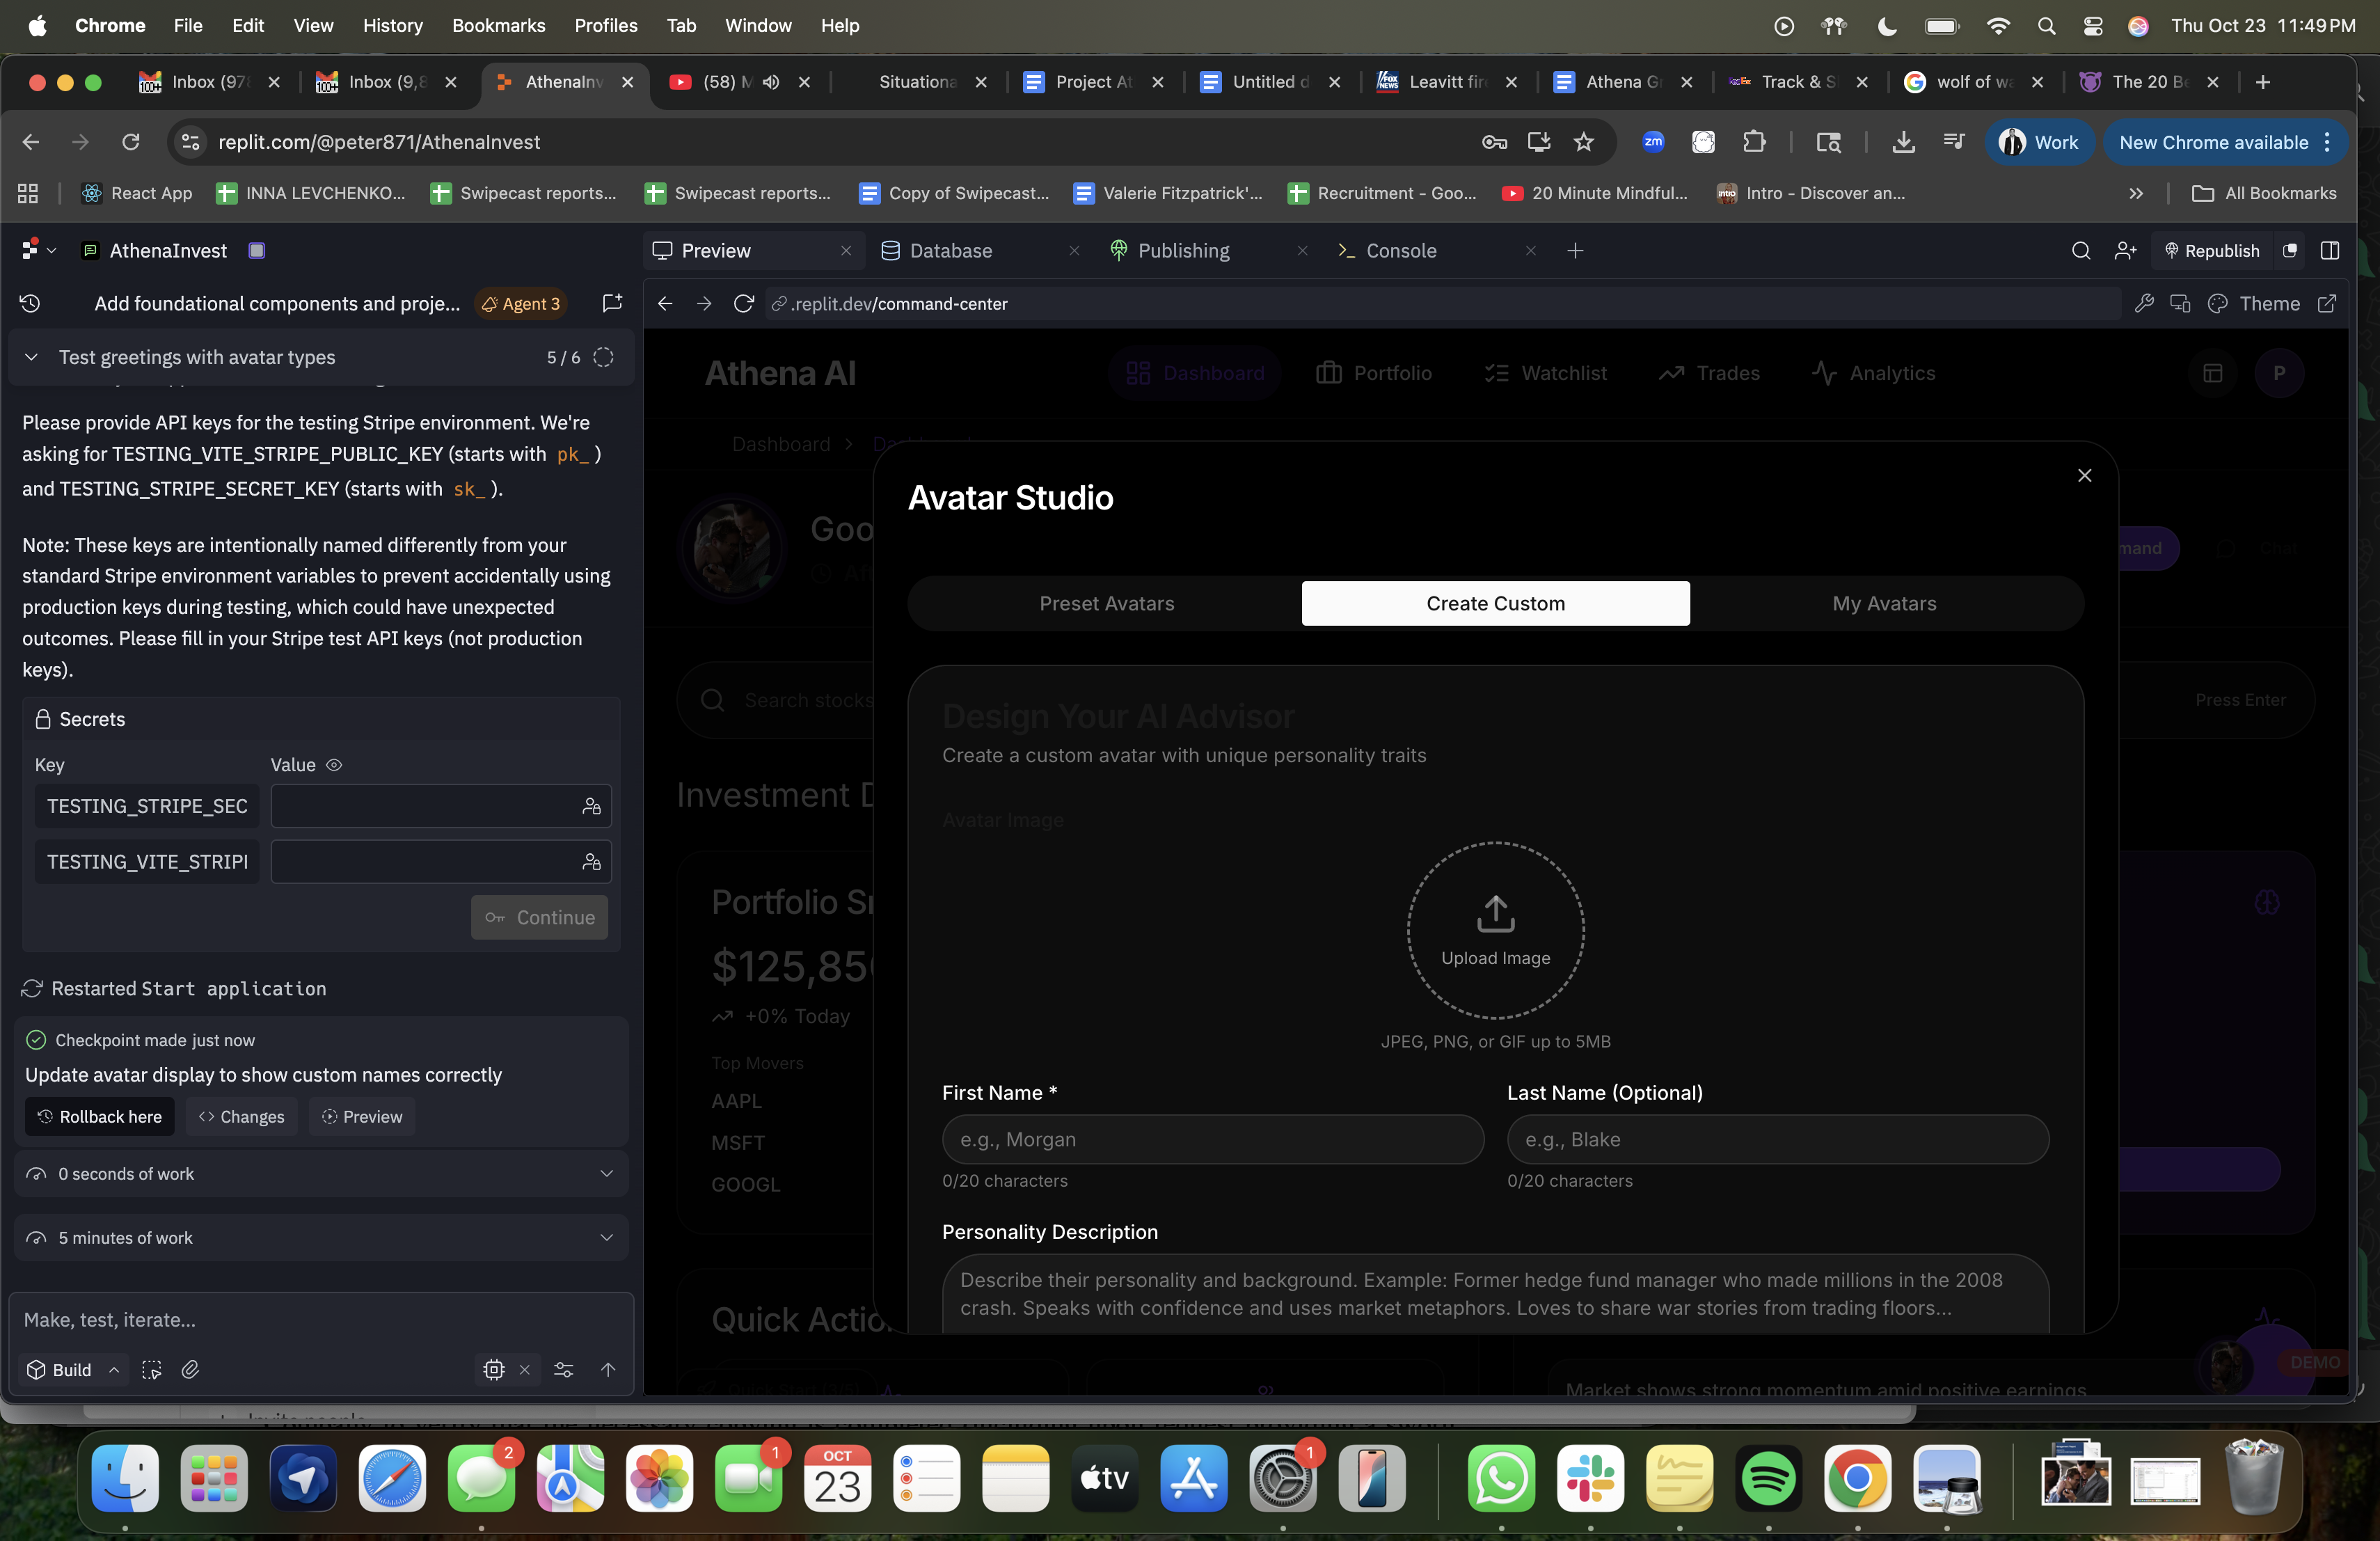 Chrome File Edit View History Bookmarks Profiles Tab Window Help
Thu Oct 23 11:49 PM
Inbox (978
Inbox (9,8
AthenaInv
(58) M
Situationa
Project At
Untitled d
Leavitt fire
Athena Gr
Track & S
wolf of wa
The 20 Be
replit.com/@peter871/AthenaInvest
zm
Work
New Chrome available
React App
INNA LEVCHENKO...
Swipecast reports...
Swipecast reports...
Copy of Swipecast...
Valerie Fitzpatrick'...
Recruitment - Goo...
20 Minute Mindful...
Intro - Discover an...
All Bookmarks
AthenaInvest
Preview
Database
Publishing
Console
Republish
Add foundational components and proje...
Agent 3
.replit.dev/command-center
Theme
Test greetings with avatar types
5 / 6
Please provide API keys for the testing Stripe environment. We're
asking for TESTING_VITE_STRIPE_PUBLIC_KEY (starts with pk_ )
and TESTING_STRIPE_SECRET_KEY (starts with sk_ ).
Note: These keys are intentionally named differently from your
standard Stripe environment variables to prevent accidentally using
production keys during testing, which could have unexpected
outcomes. Please fill in your Stripe test API keys (not production
keys).
Secrets
Key
Value
TESTING_STRIPE_SEC
TESTING_VITE_STRIPI
Continue
Restarted Start application
Checkpoint made just now
Update avatar display to show custom names correctly
Rollback here
Changes
Preview
0 seconds of work
5 minutes of work
Make, test, iterate...
Build
Athena AI
Dashboard
Portfolio
Watchlist
Trades
Analytics
P
Dashboard
Goo
mand
Search stocks
Press Enter
Investment D
Portfolio Sn
$125,850
+0% Today
Top Movers
AAPL
MSFT
GOOGL
Quick Action
Market shows strong momentum amid positive earnings
DEMO
Avatar Studio
Preset Avatars
Create Custom
My Avatars
Design Your AI Advisor
Create a custom avatar with unique personality traits
Avatar Image
Upload Image
JPEG, PNG, or GIF up to 5MB
First Name *
Last Name (Optional)
e.g., Morgan
e.g., Blake
0/20 characters
0/20 characters
Personality Description
Describe their personality and background. Example: Former hedge fund manager who made millions in the 2008
crash. Speaks with confidence and uses market metaphors. Loves to share war stories from trading floors...
2
1
OCT
23
tv
1